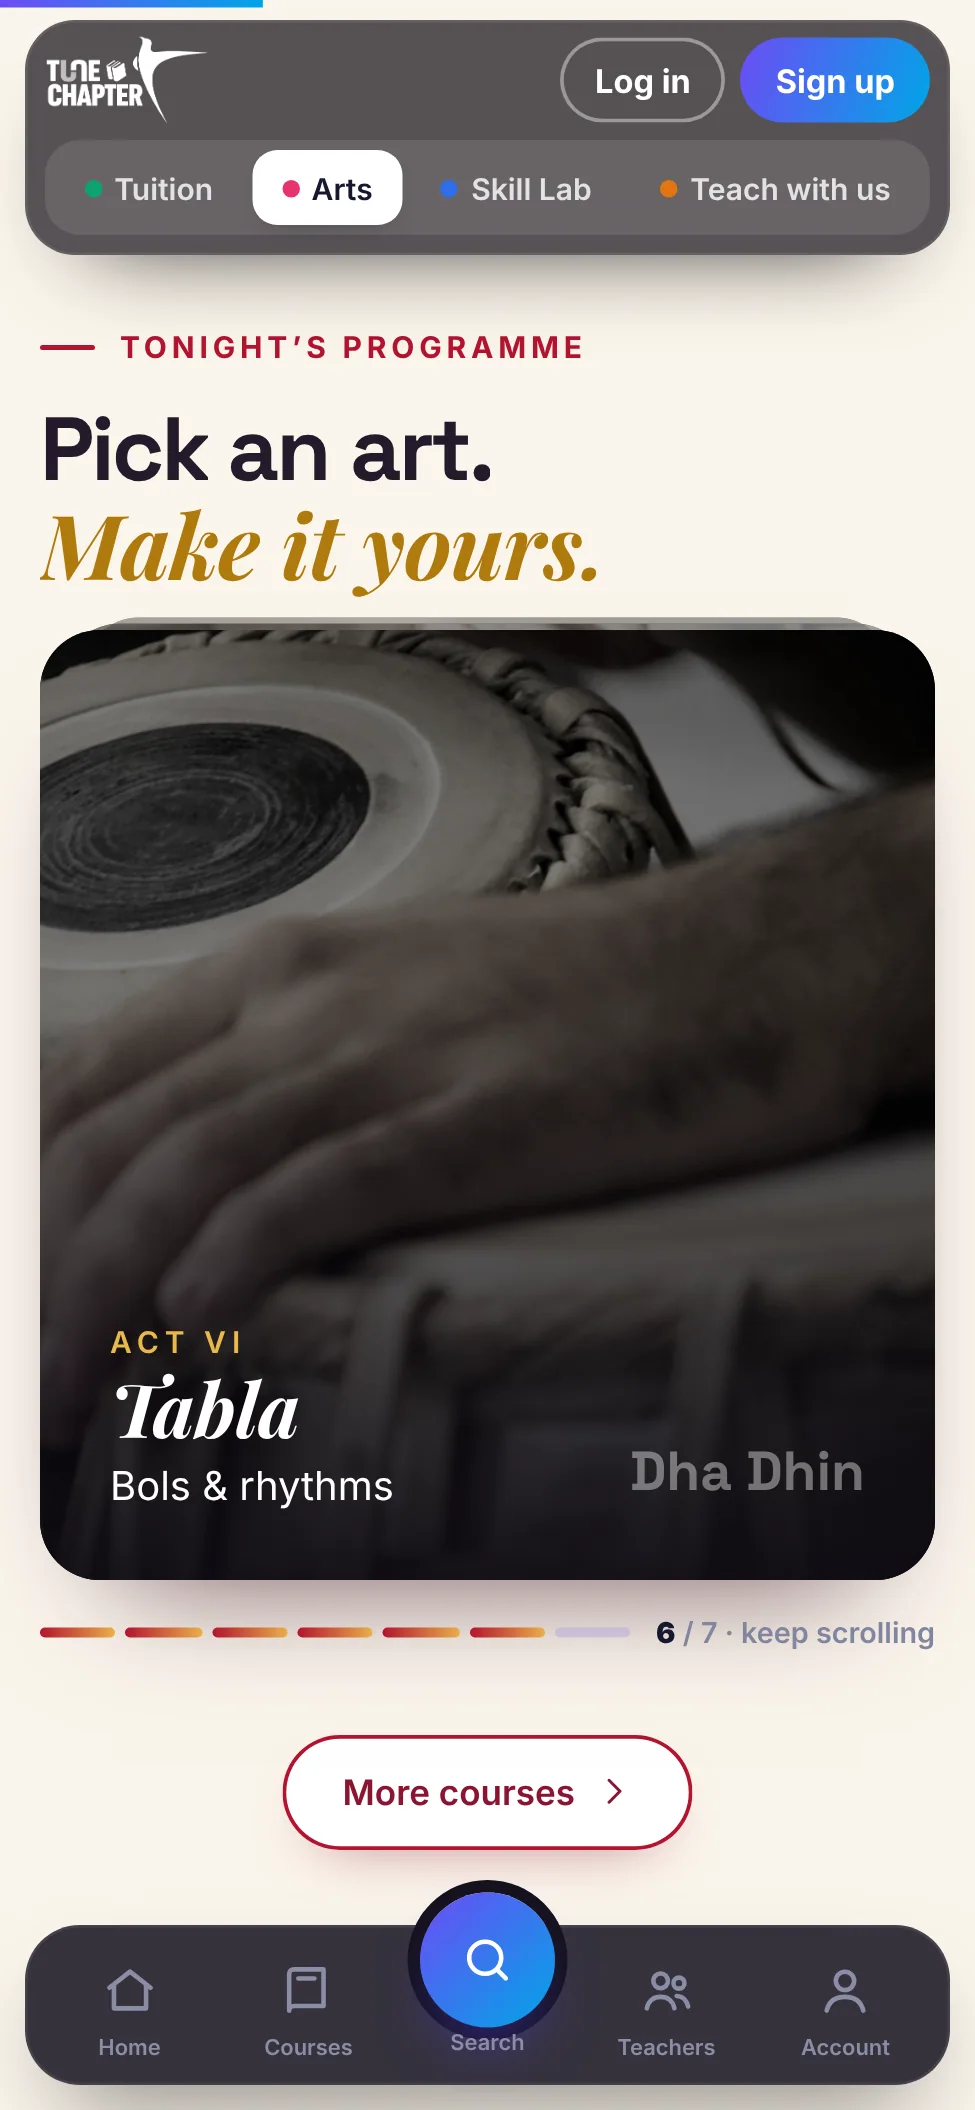 TUNE
CHAPTER
Log in
Sign up
Tuition
Arts
Skill Lab
Teach with us
TONIGHT’S PROGRAMME
Pick an art.
Make it yours.
ACT VI
Tabla
Bols & rhythms
Dha Dhin
6 / 7 · keep scrolling
More courses
Home
Courses
Search
Teachers
Account